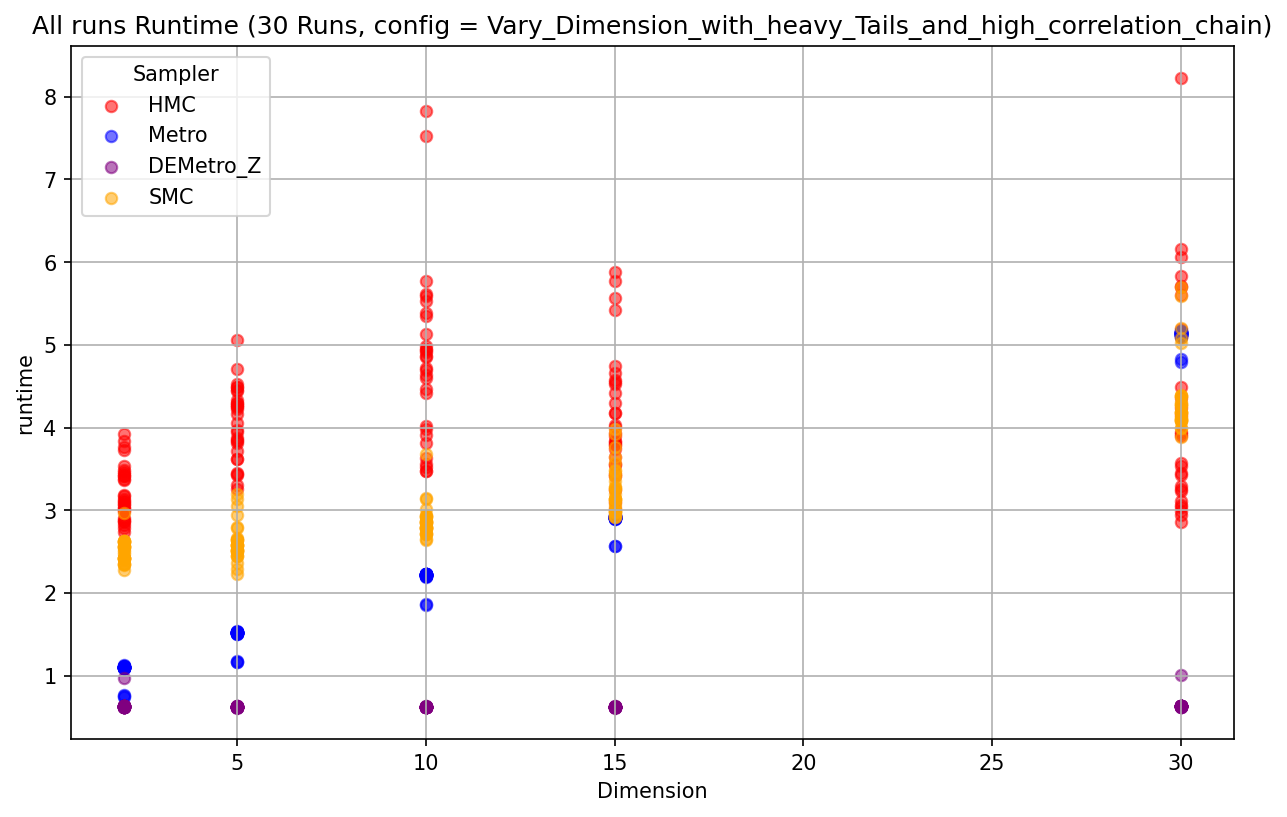 All runs Runtime (30 Runs, config = Vary_Dimension_with_heavy_Tails_and_high_correlation_chain)
Sampler
HMC
Metro
DEMetro_Z
SMC
runtime
8
7
6
5
4
3
2
1
5
10
15
20
25
30
Dimension